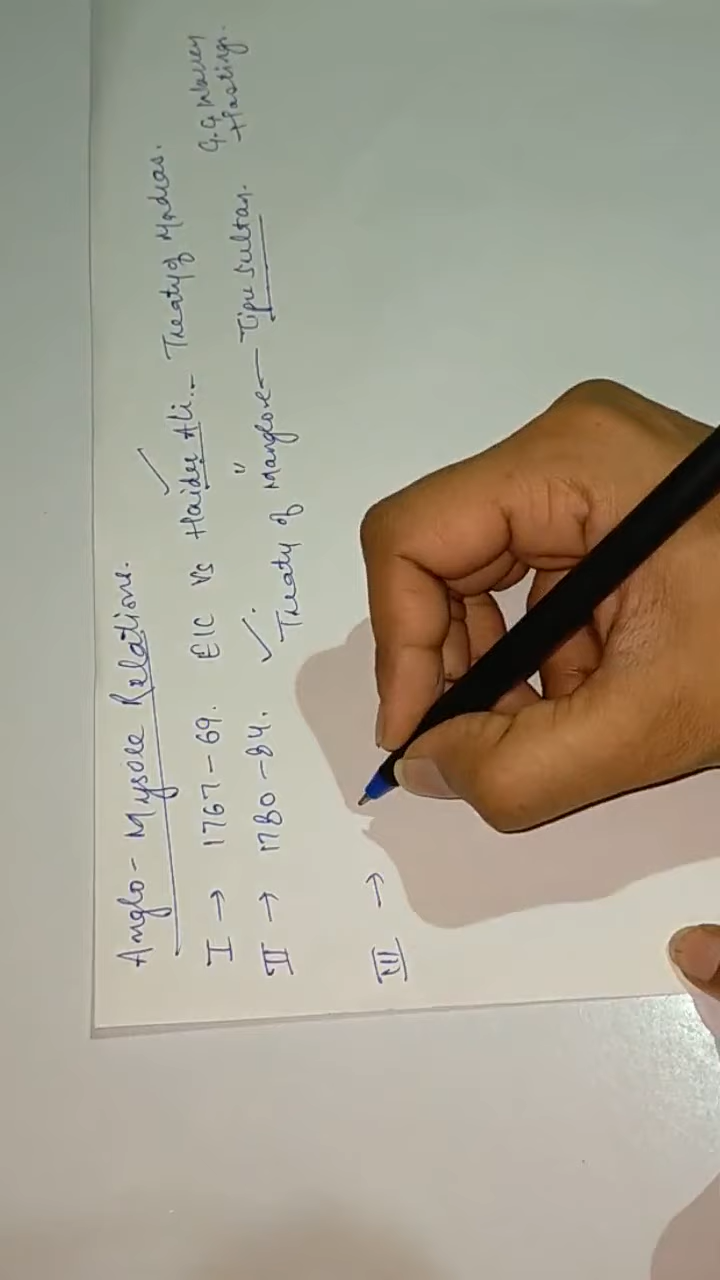 Anglo - Mysore Relations.
I → 1767-69. EIC Vs Haider Ali. - Treaty of Madras.
II → 1780-84. ✓. " G.G Warren Hastings.
Treaty of Manglore — Tipu Sultan.
III →